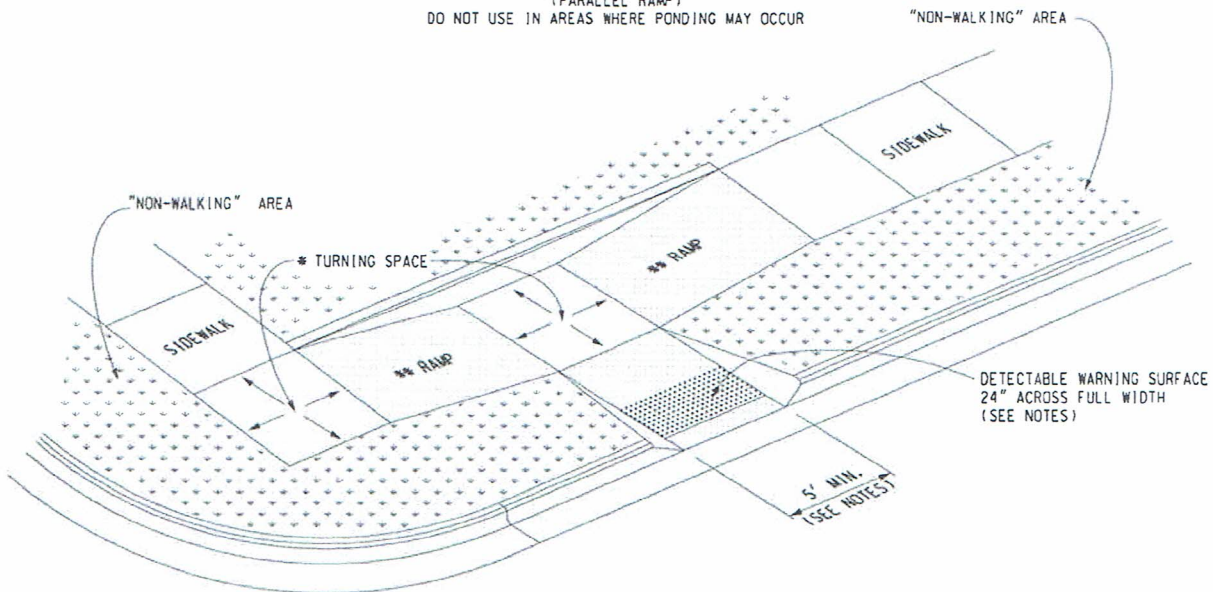 (PARALLEL RAMP)
DO NOT USE IN AREAS WHERE PONDING MAY OCCUR
"NON-WALKING" AREA
SIDEWALK
"NON-WALKING" AREA
** RAMP
* TURNING SPACE
SIDEWALK
** RAMP
DETECTABLE WARNING SURFACE
24" ACROSS FULL WIDTH
(SEE NOTES)
5' MIN.
(SEE NOTES)